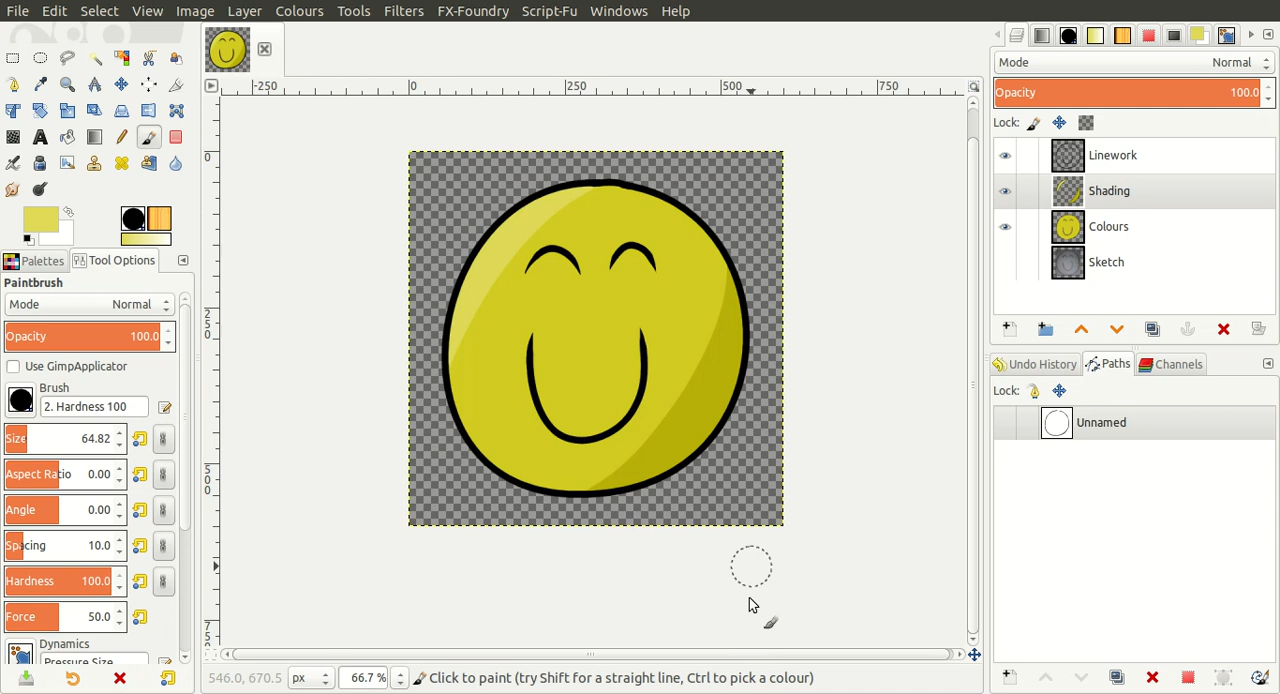 File Edit Select View Image Layer Colours Tools Filters FX-Foundry Script-Fu Windows Help
-250 0 250 500 750
0
250
500
Palettes Tool Options
Paintbrush
Mode Normal
Opacity 100.0
Use GimpApplicator
Brush
2. Hardness 100
Size 64.82
Aspect Ratio 0.00
Angle 0.00
Spacing 10.0
Hardness 100.0
Force 50.0
Dynamics
Pressure Size
546.0, 670.5 px 66.7 % Click to paint (try Shift for a straight line, Ctrl to pick a colour)
Mode Normal
Opacity 100.0
Lock:
Linework
Shading
Colours
Sketch
Undo History Paths Channels
Lock:
Unnamed